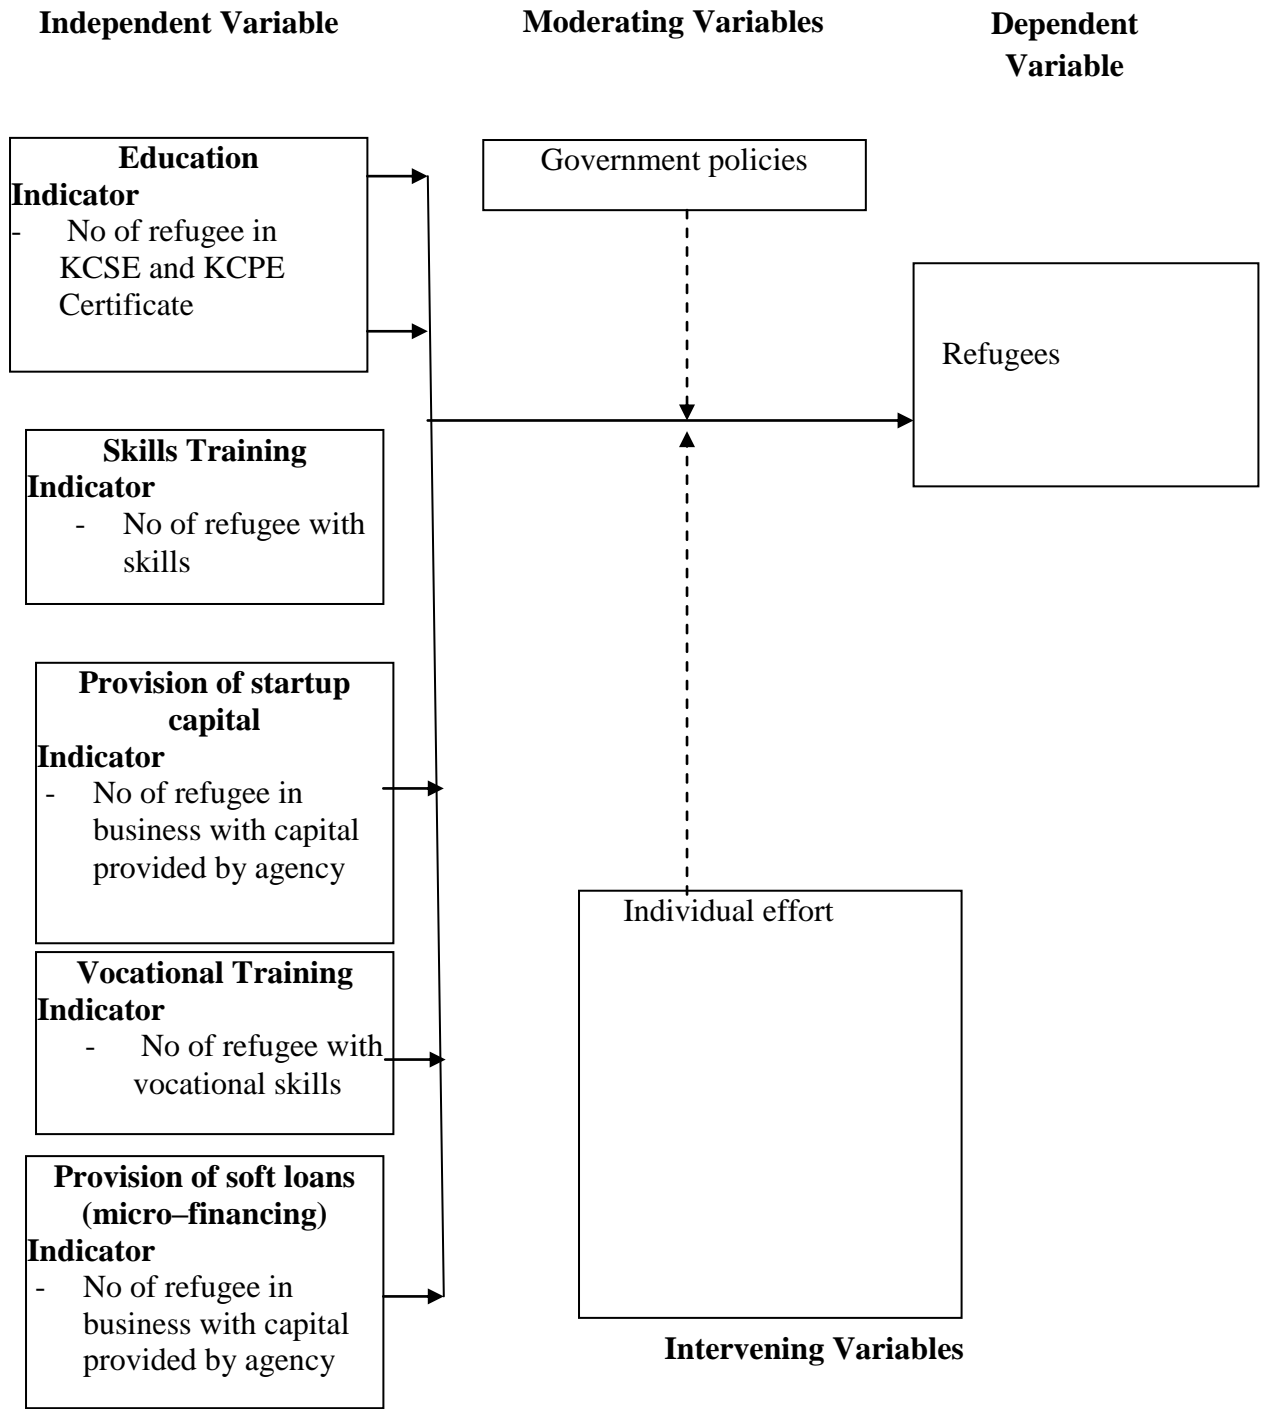 Independent Variable
Moderating Variables
Dependent
Variable
Education
Indicator
- No of refugee in
KCSE and KCPE
Certificate
Government policies
Refugees
Skills Training
Indicator
- No of refugee with
skills
Provision of startup
capital
Indicator
- No of refugee in
business with capital
provided by agency
Individual effort
Vocational Training
Indicator
- No of refugee with
vocational skills
Provision of soft loans
(micro–financing)
Indicator
- No of refugee in
business with capital
provided by agency
Intervening Variables